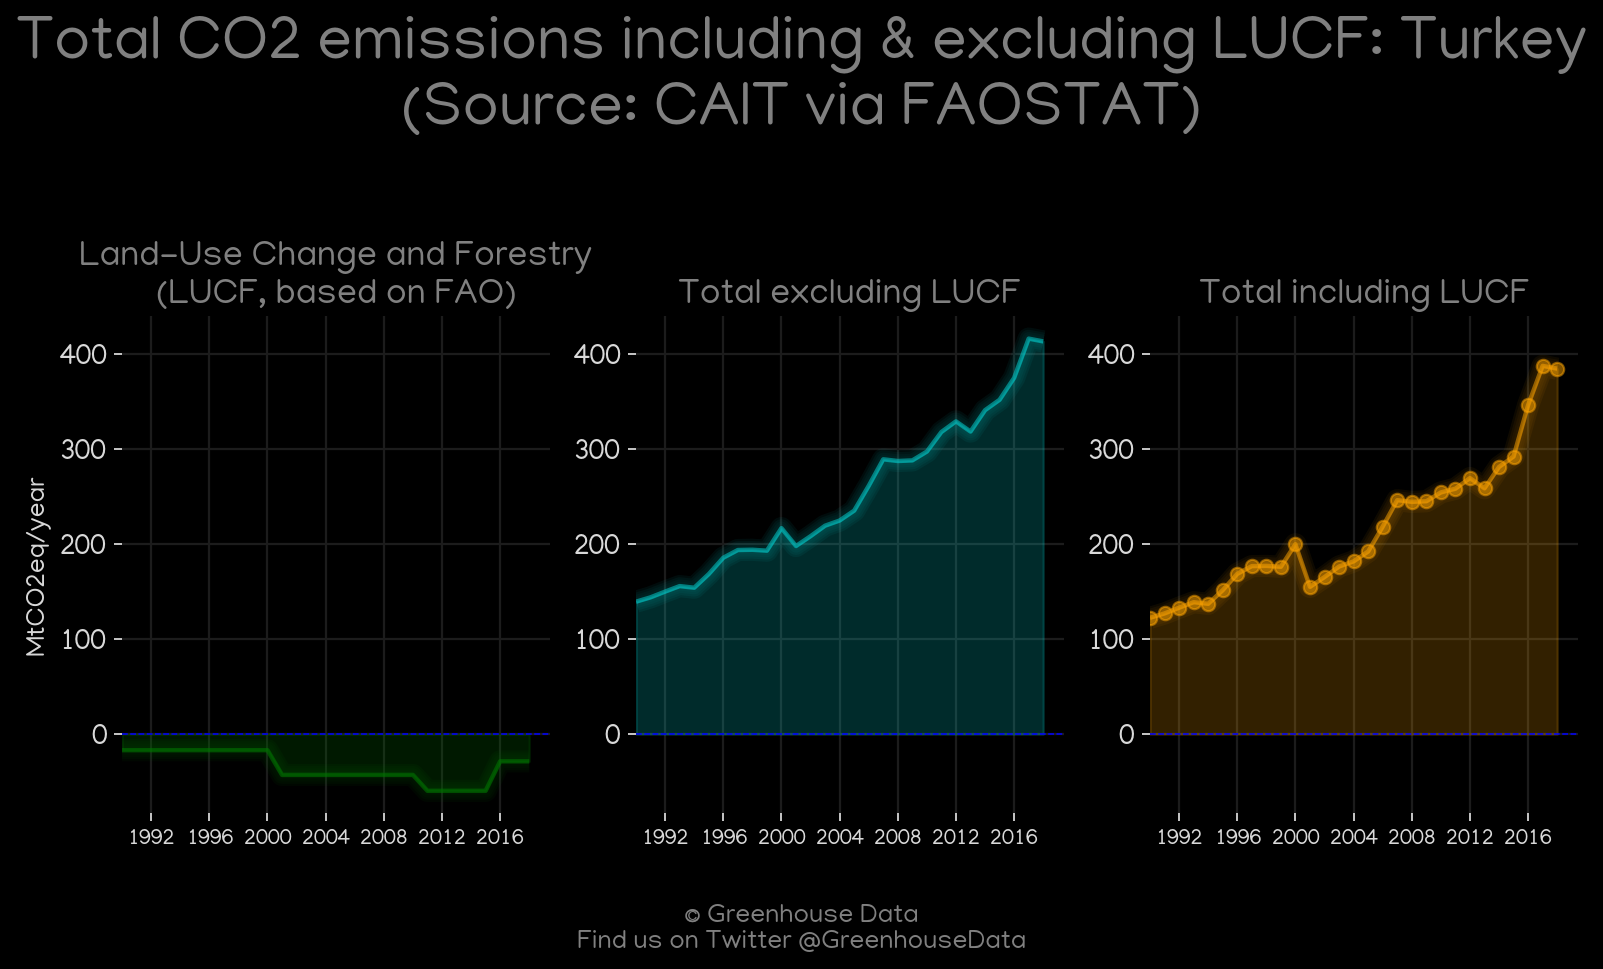 Total CO2 emissions including & excluding LUCF: Turkey
(Source: CAIT via FAOSTAT)
Land-Use Change and Forestry
(LUCF, based on FAO)
Total excluding LUCF
Total including LUCF
MtCO2eq/year
400
300
200
100
0
1992 1996 2000 2004 2008 2012 2016
400
300
200
100
0
1992 1996 2000 2004 2008 2012 2016
400
300
200
100
0
1992 1996 2000 2004 2008 2012 2016
© Greenhouse Data
Find us on Twitter @GreenhouseData